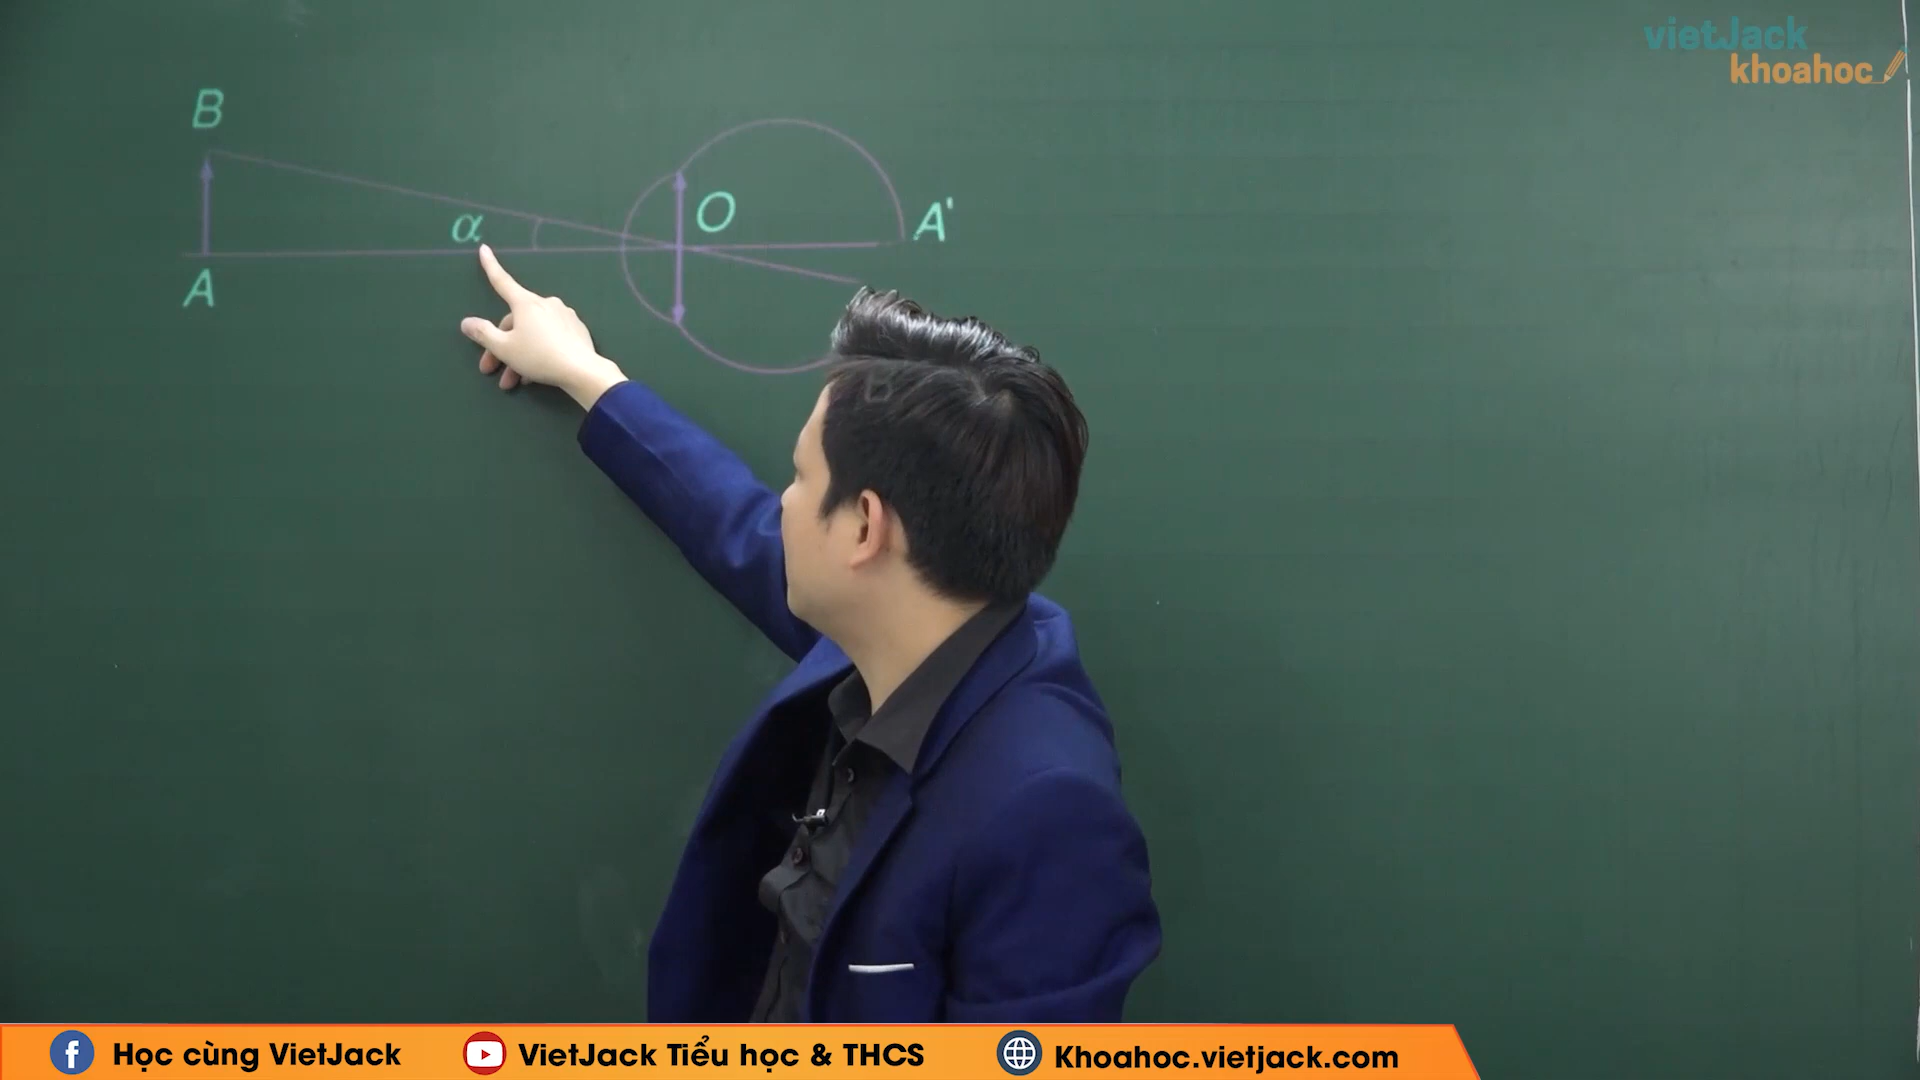 vietJack
khoahoc
B
α
O
A'
A
B
Học cùng VietJack
VietJack Tiểu học & THCS
Khoahoc.vietjack.com